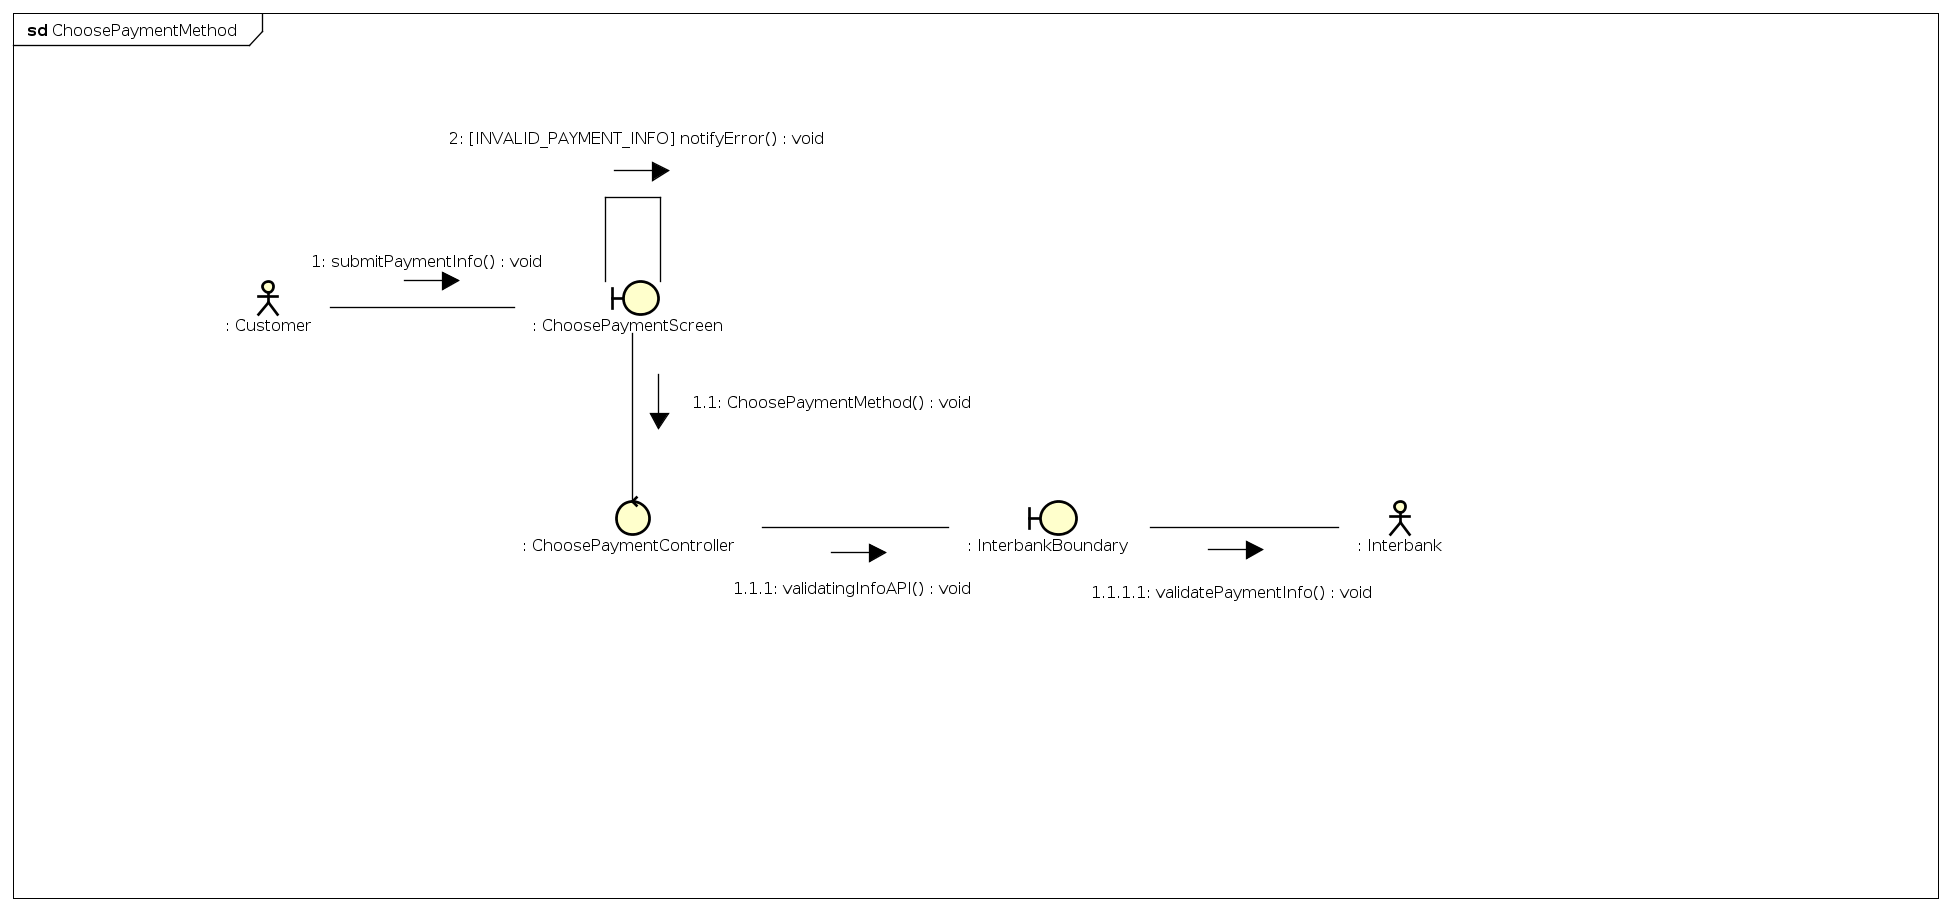 sd ChoosePaymentMethod
2: [INVALID_PAYMENT_INFO] notifyError() : void
1: submitPaymentInfo() : void
: Customer
: ChoosePaymentScreen
1.1: ChoosePaymentMethod() : void
: ChoosePaymentController
: InterbankBoundary
: Interbank
1.1.1: validatingInfoAPI() : void
1.1.1.1: validatePaymentInfo() : void